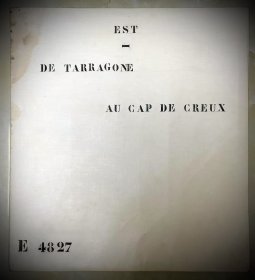 EST
—
DE TARRAGONE
AU CAP DE CREUX
E 4827